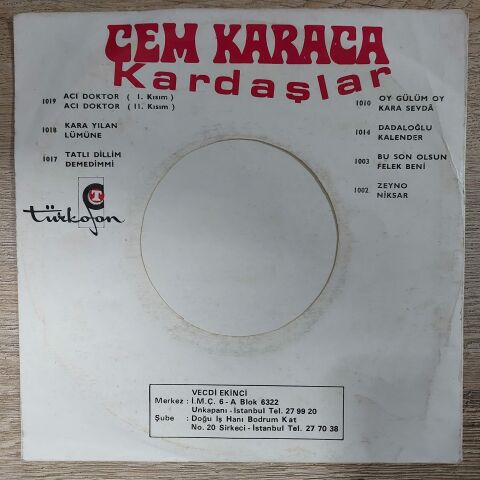 CEM KARACA
Kardaşlar
1019 ACI DOKTOR ( I. Kısım )
ACI DOKTOR ( II. Kısım )
1018 KARA YILAN
LÜMÜNE
1017 TATLI DİLLİM
DEMEDİMMİ
1010 OY GÜLÜM OY
KARA SEVDÂ
1014 DADALOĞLU
KALENDER
1003 BU SON OLSUN
FELEK BENİ
1002 ZEYNO
NİKSAR
CT
türkofon
VECDİ EKİNCİ
Merkez : İ.M.Ç. 6 - A Blok 6322
Unkapanı - İstanbul Tel. 27 99 20
Şube : Doğu İş Hanı Bodrum Kat
No. 20 Sirkeci - İstanbul Tel. 27 70 38